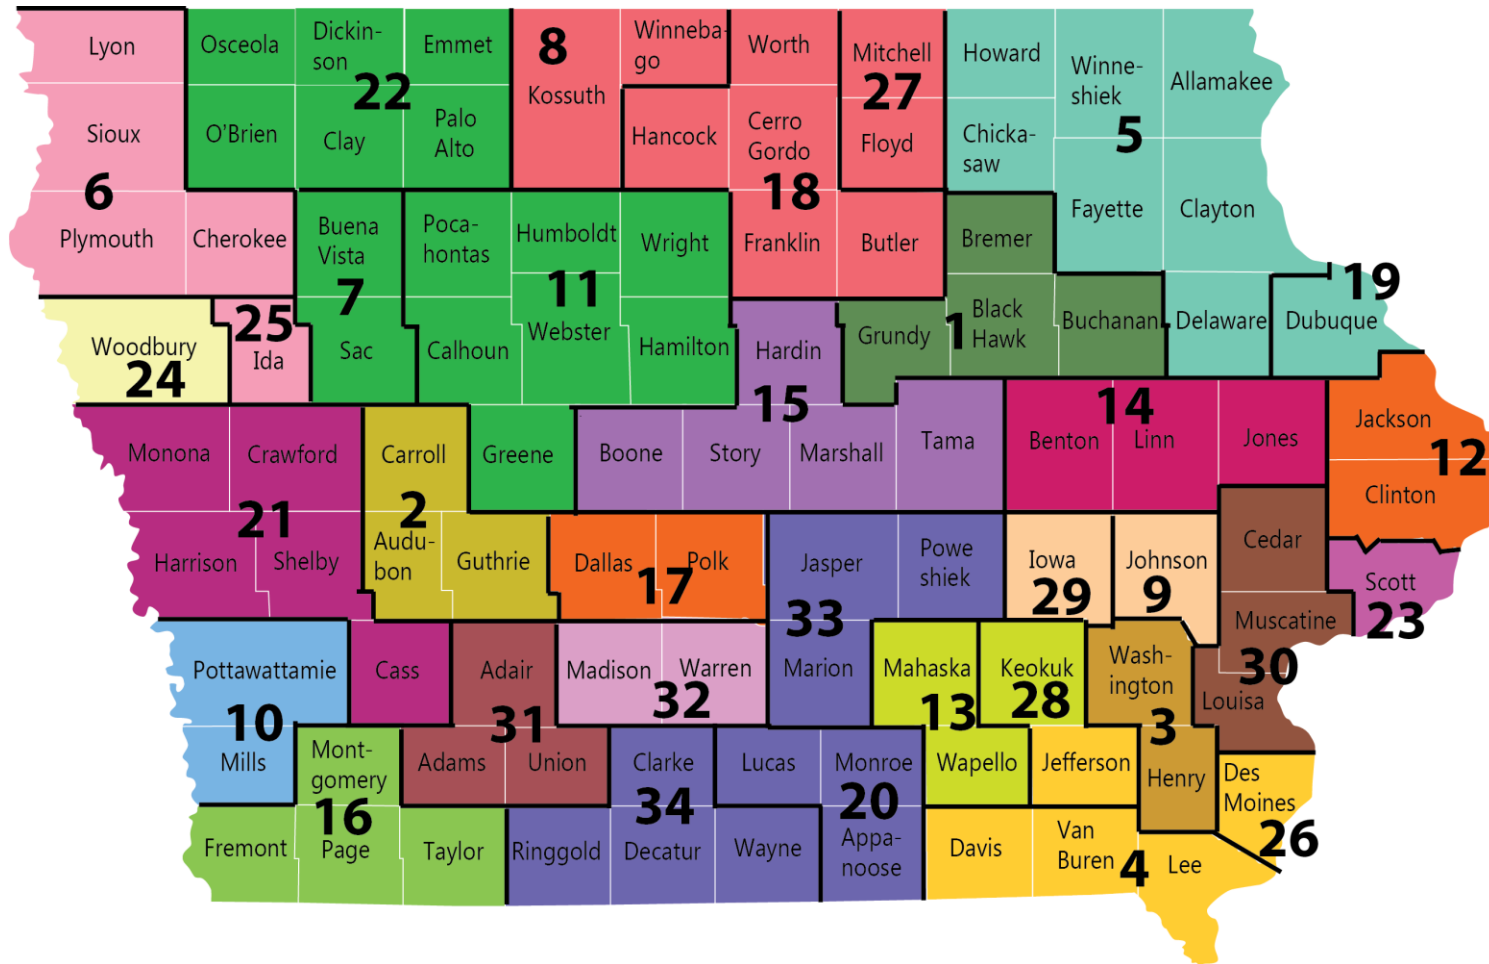 Lyon
Osceola
Dickin-
son
Emmet
8
Kossuth
Winneba-
go
Worth
Mitchell
27
Howard
Winne-
shiek
Allamakee
22
Sioux
O'Brien
Clay
Palo
Alto
Hancock
Cerro
Gordo
Floyd
Chicka-
saw
5
6
18
Plymouth
Cherokee
Buena
Vista
Poca-
hontas
Humboldt
Wright
Franklin
Butler
Bremer
Fayette
Clayton
7
11
19
Woodbury
24
25
Ida
Sac
Calhoun
Webster
Hamilton
Hardin
Grundy
1
Black
Hawk
Buchanan
Delaware
Dubuque
15
14
Monona
Crawford
Carroll
Greene
Boone
Story
Marshall
Tama
Benton
Linn
Jones
Jackson
12
Clinton
21
2
Harrison
Shelby
Audu-
bon
Guthrie
Dallas
Polk
17
Jasper
Powe
shiek
Iowa
29
Johnson
9
Cedar
Scott
23
33
Muscatine
30
Louisa
Pottawattamie
10
Cass
Adair
31
Madison
Warren
32
Marion
Mahaska
13
Keokuk
28
Wash-
ington
3
Mills
Mont-
gomery
Adams
Union
Clarke
34
Lucas
Monroe
20
Wapello
Jefferson
Henry
Des
Moines
26
16
Fremont
Page
Taylor
Ringgold
Decatur
Wayne
Appa-
noose
Davis
Van
Buren
4
Lee